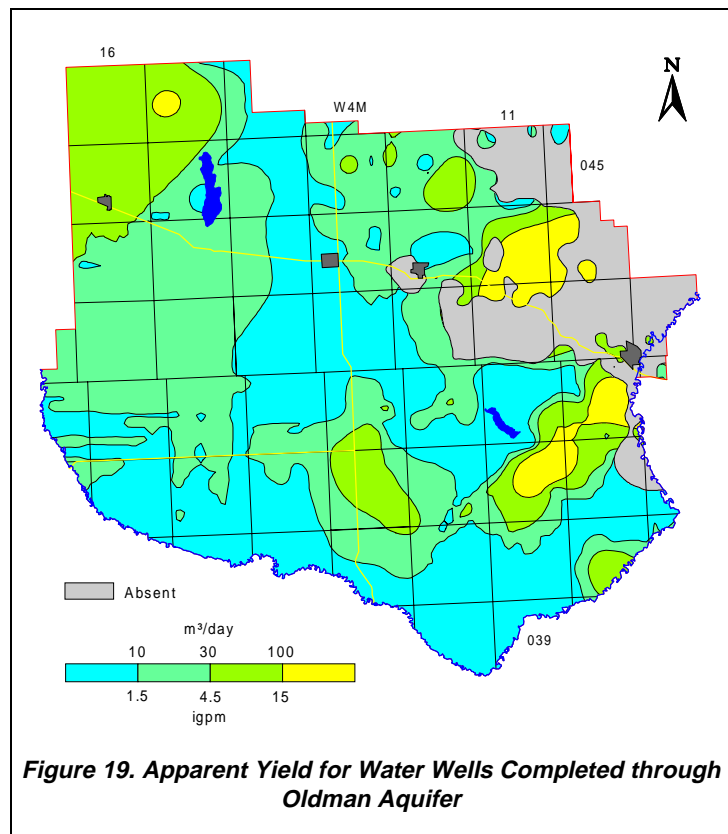 16
W4M
11
N
045
039
Absent
m³/day
10 30 100
1.5 4.5 15
igpm
Figure 19. Apparent Yield for Water Wells Completed through
Oldman Aquifer